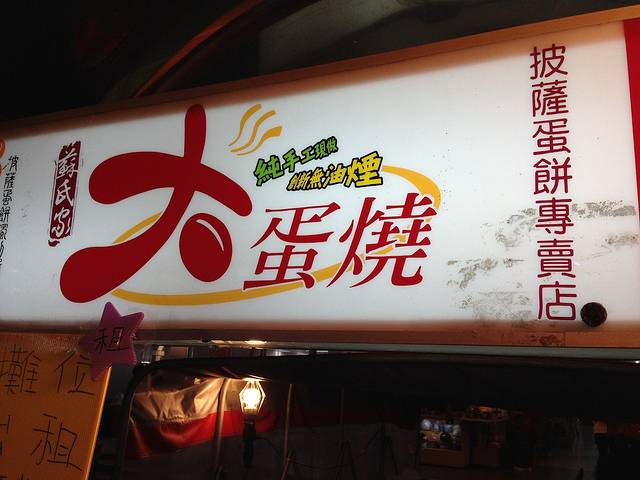 蘇氏家
大蛋燒
純手工現做
創新無油煙
披薩蛋餅專賣店
租
攤位
租